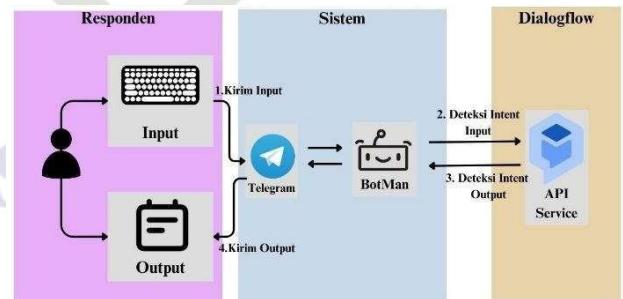 Responden
Sistem
Dialogflow
1.Kirim Input
Input
Telegram
BotMan
2. Deteksi Intent
Input
3. Deteksi Intent
Output
API
Service
4.Kirim Output
Output